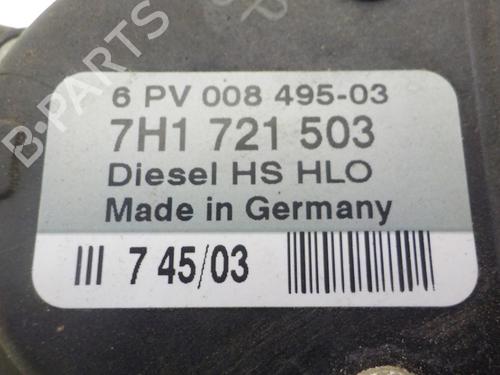 B-PARTS
6 PV 008 495-03
7H1 721 503
Diesel HS HLO
Made in Germany
III 7 45/03